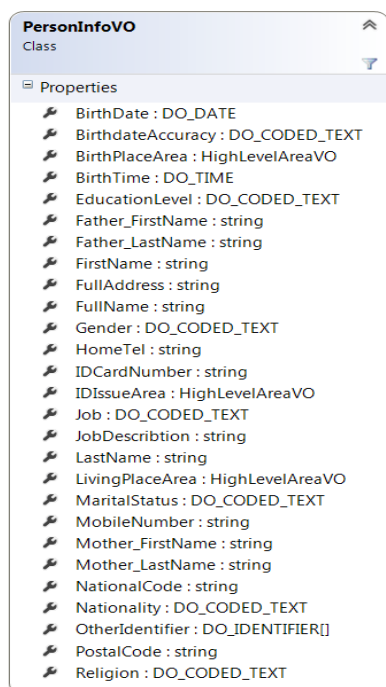 PersonInfoVO
Class
Properties
BirthDate : DO_DATE
BirthdateAccuracy : DO_CODED_TEXT
BirthPlaceArea : HighLevelAreaVO
BirthTime : DO_TIME
EducationLevel : DO_CODED_TEXT
Father_FirstName : string
Father_LastName : string
FirstName : string
FullAddress : string
FullName : string
Gender : DO_CODED_TEXT
HomeTel : string
IDCardNumber : string
IDIssueArea : HighLevelAreaVO
Job : DO_CODED_TEXT
JobDescribtion : string
LastName : string
LivingPlaceArea : HighLevelAreaVO
MaritalStatus : DO_CODED_TEXT
MobileNumber : string
Mother_FirstName : string
Mother_LastName : string
NationalCode : string
Nationality : DO_CODED_TEXT
OtherIdentifier : DO_IDENTIFIER[]
PostalCode : string
Religion : DO_CODED_TEXT